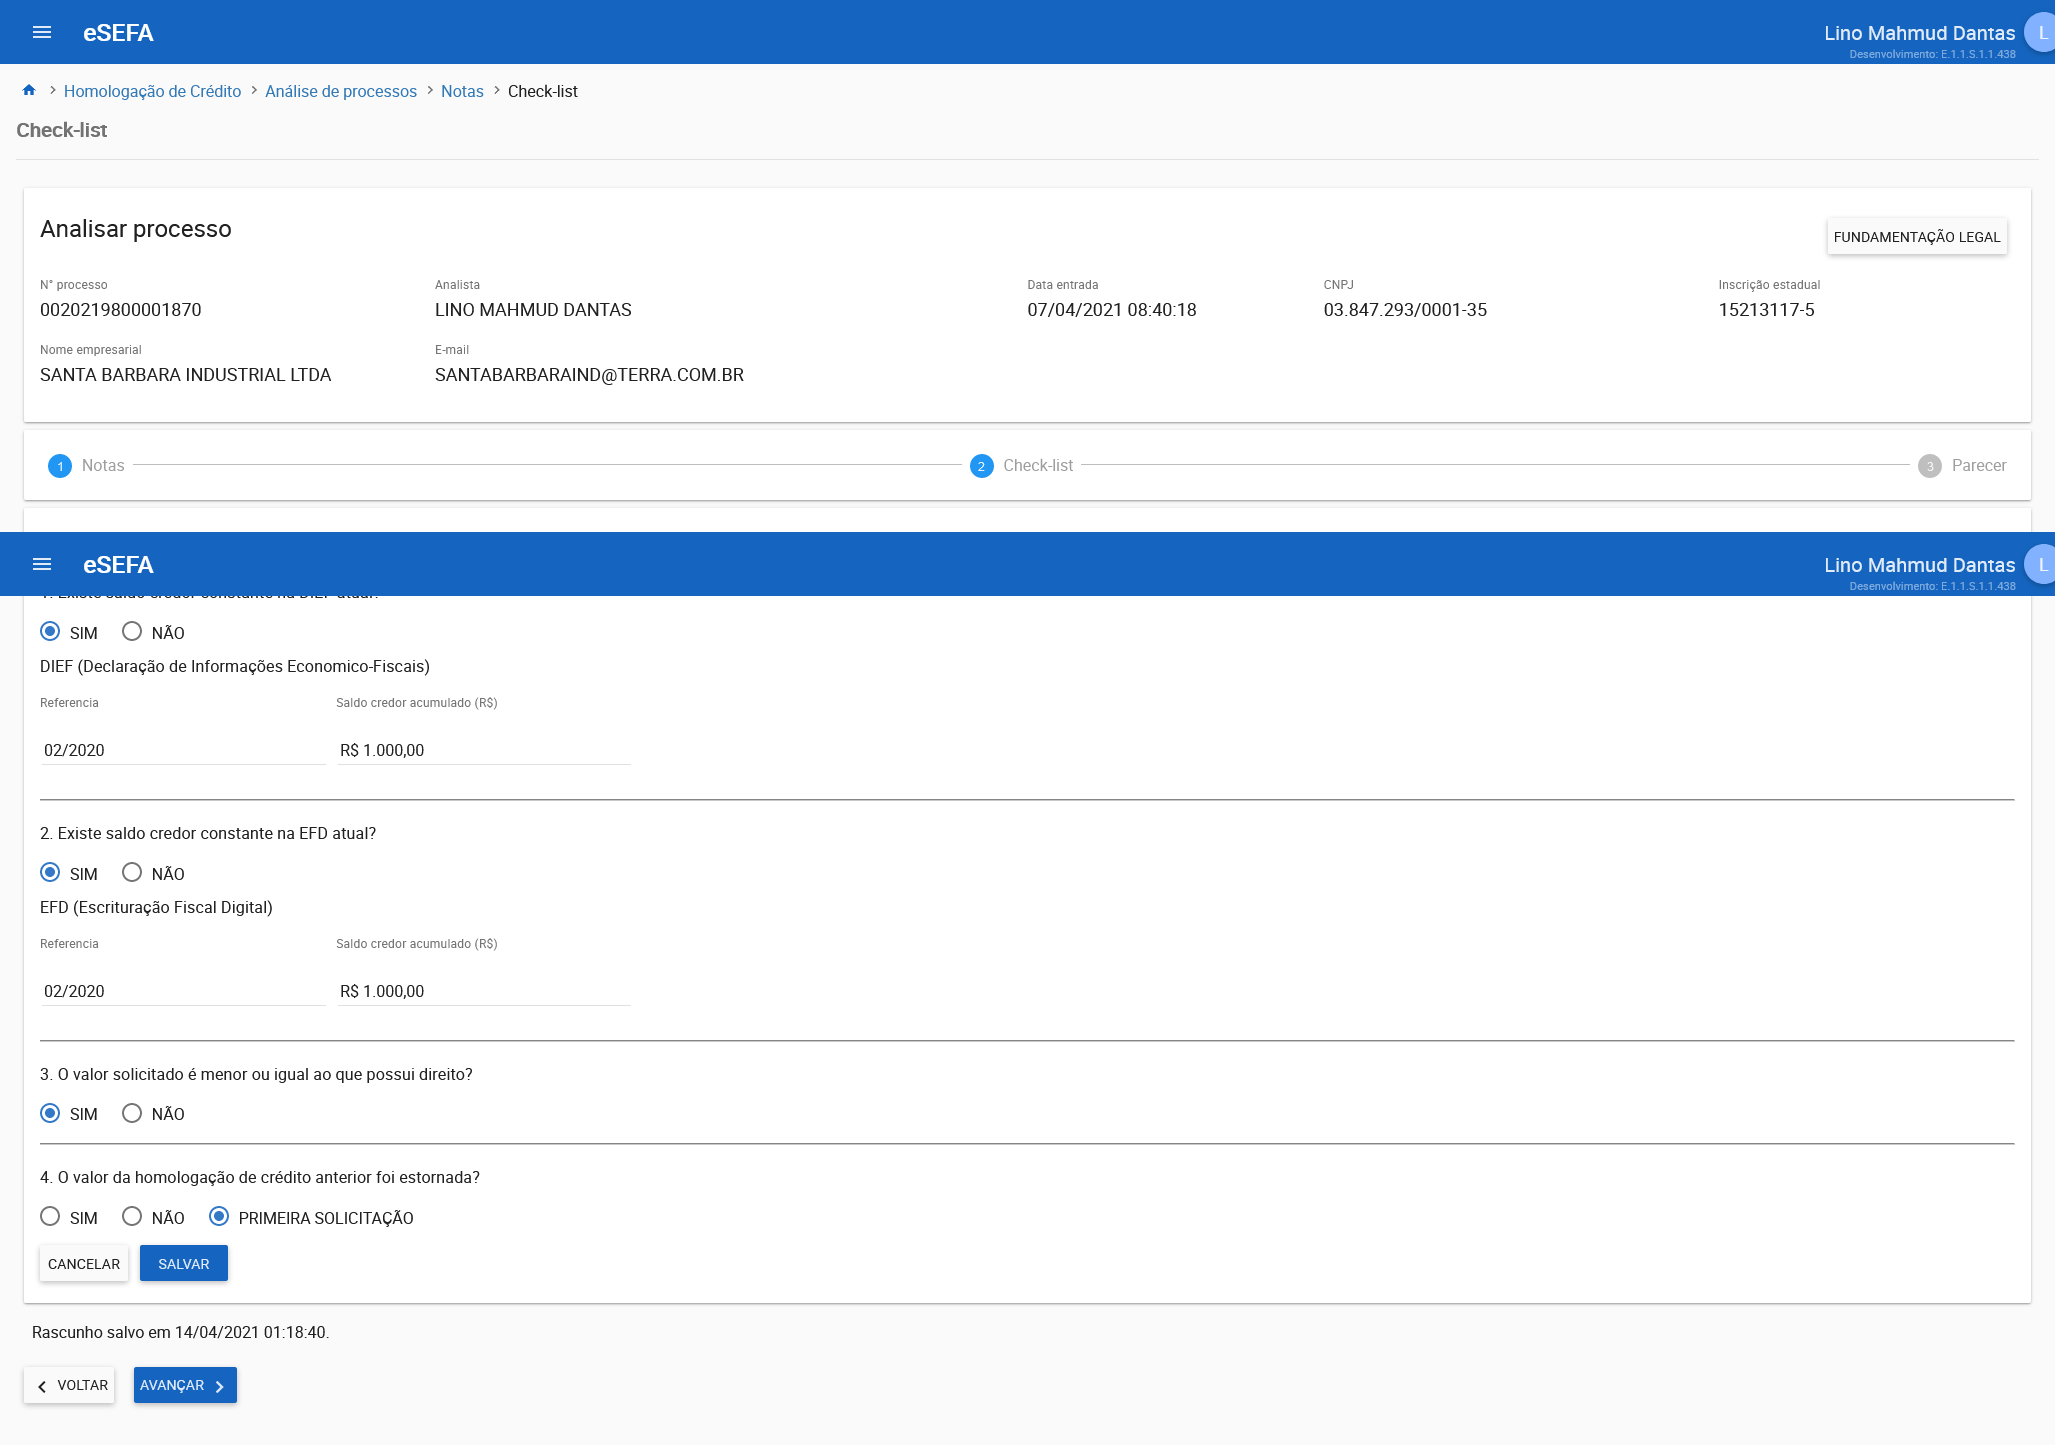 eSEFA
Lino Mahmud Dantas
L
Desenvolvimento: E.1.1.S.1.1.438
Homologação de Crédito > Análise de processos > Notas > Check-list
Check-list
Analisar processo
FUNDAMENTAÇÃO LEGAL
N° processo
0020219800001870
Analista
LINO MAHMUD DANTAS
Data entrada
07/04/2021 08:40:18
CNPJ
03.847.293/0001-35
Inscrição estadual
15213117-5
Nome empresarial
SANTA BARBARA INDUSTRIAL LTDA
E-mail
SANTABARBARAIND@TERRA.COM.BR
1 Notas
2 Check-list
3 Parecer
eSEFA
Lino Mahmud Dantas
L
Desenvolvimento: E.1.1.S.1.1.438
1. Existe saldo credor constante na DIEF atual?
SIM NÃO
DIEF (Declaração de Informações Economico-Fiscais)
Referencia
Saldo credor acumulado (R$)
02/2020
R$ 1.000,00
2. Existe saldo credor constante na EFD atual?
SIM NÃO
EFD (Escrituração Fiscal Digital)
Referencia
Saldo credor acumulado (R$)
02/2020
R$ 1.000,00
3. O valor solicitado é menor ou igual ao que possui direito?
SIM NÃO
4. O valor da homologação de crédito anterior foi estornada?
SIM NÃO PRIMEIRA SOLICITAÇÃO
CANCELAR SALVAR
Rascunho salvo em 14/04/2021 01:18:40.
VOLTAR AVANÇAR